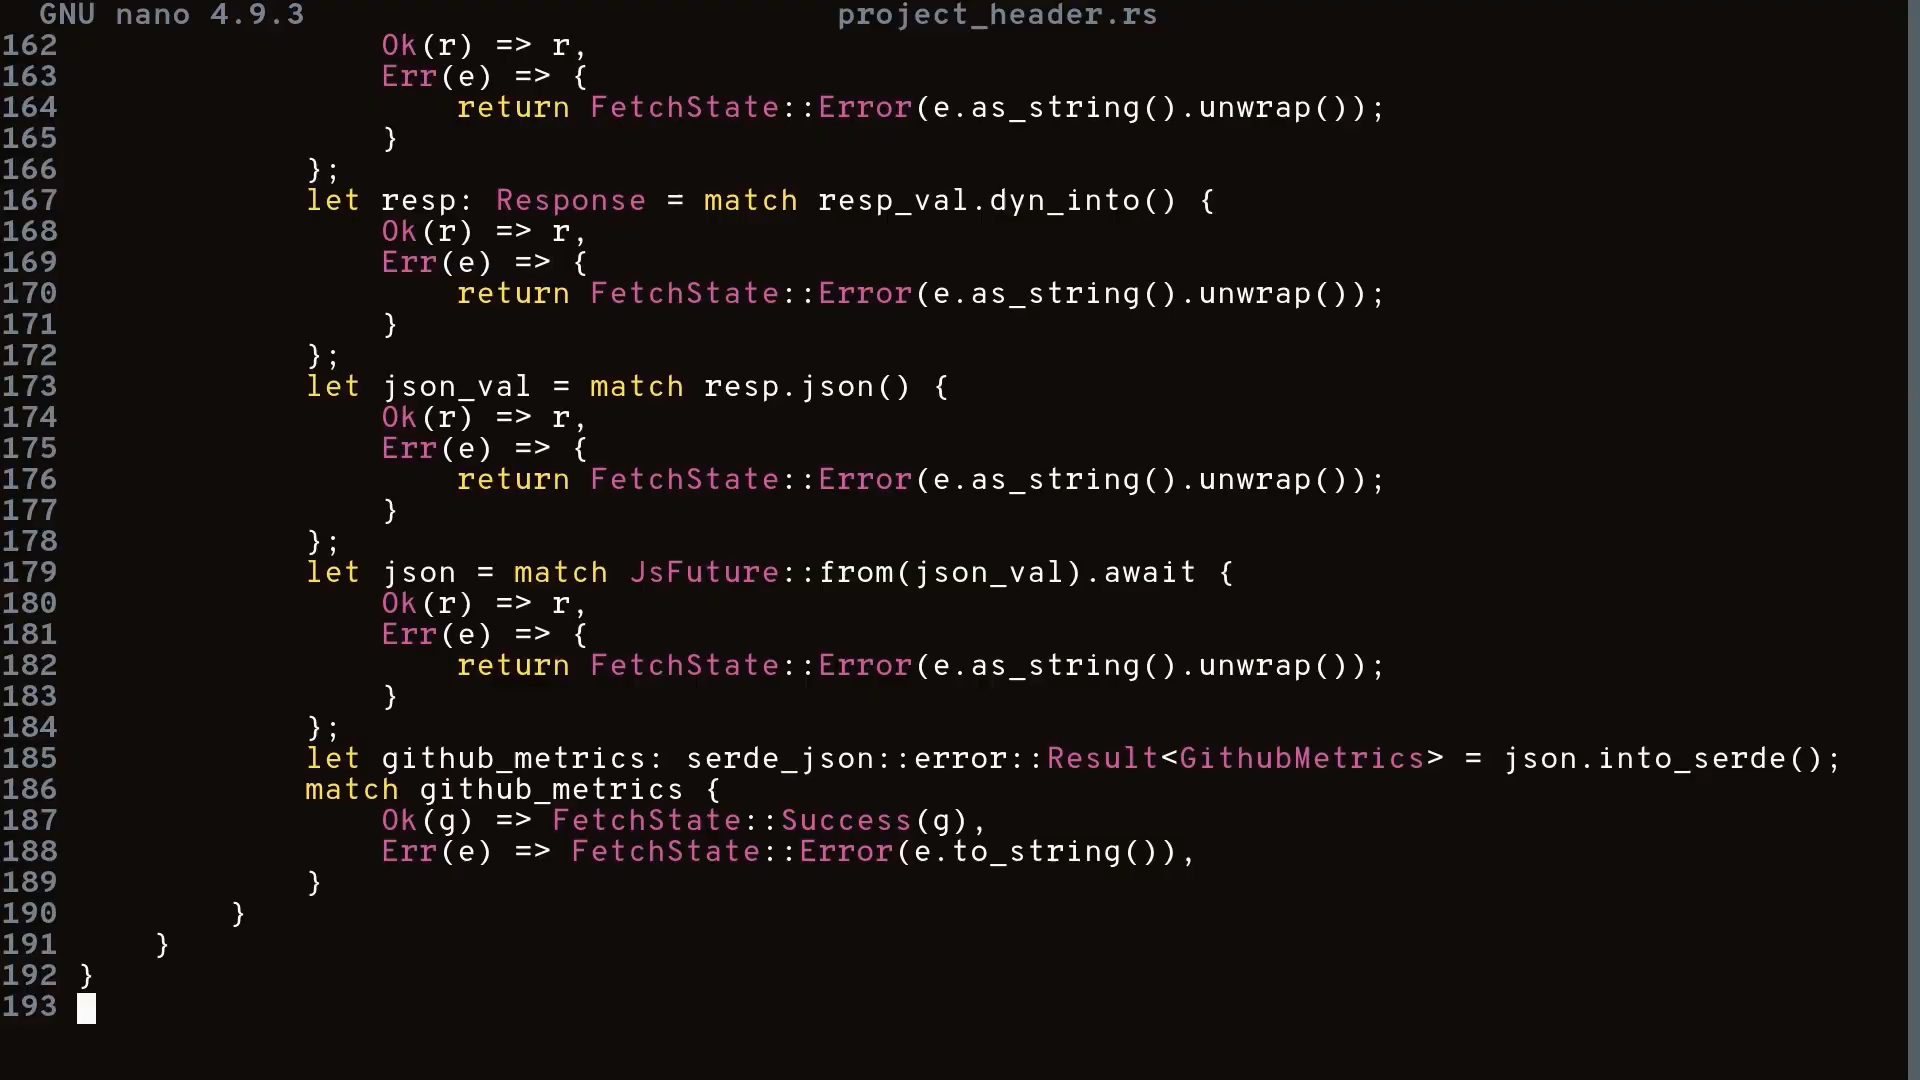 GNU nano 4.9.3 project_header.rs
162                 Ok(r) => r,
163                 Err(e) => {
164                     return FetchState::Error(e.as_string().unwrap());
165                 }
166             };
167             let resp: Response = match resp_val.dyn_into() {
168                 Ok(r) => r,
169                 Err(e) => {
170                     return FetchState::Error(e.as_string().unwrap());
171                 }
172             };
173             let json_val = match resp.json() {
174                 Ok(r) => r,
175                 Err(e) => {
176                     return FetchState::Error(e.as_string().unwrap());
177                 }
178             };
179             let json = match JsFuture::from(json_val).await {
180                 Ok(r) => r,
181                 Err(e) => {
182                     return FetchState::Error(e.as_string().unwrap());
183                 }
184             };
185             let github_metrics: serde_json::error::Result<GithubMetrics> = json.into_serde();
186             match github_metrics {
187                 Ok(g) => FetchState::Success(g),
188                 Err(e) => FetchState::Error(e.to_string()),
189             }
190         }
191     }
192 }
193